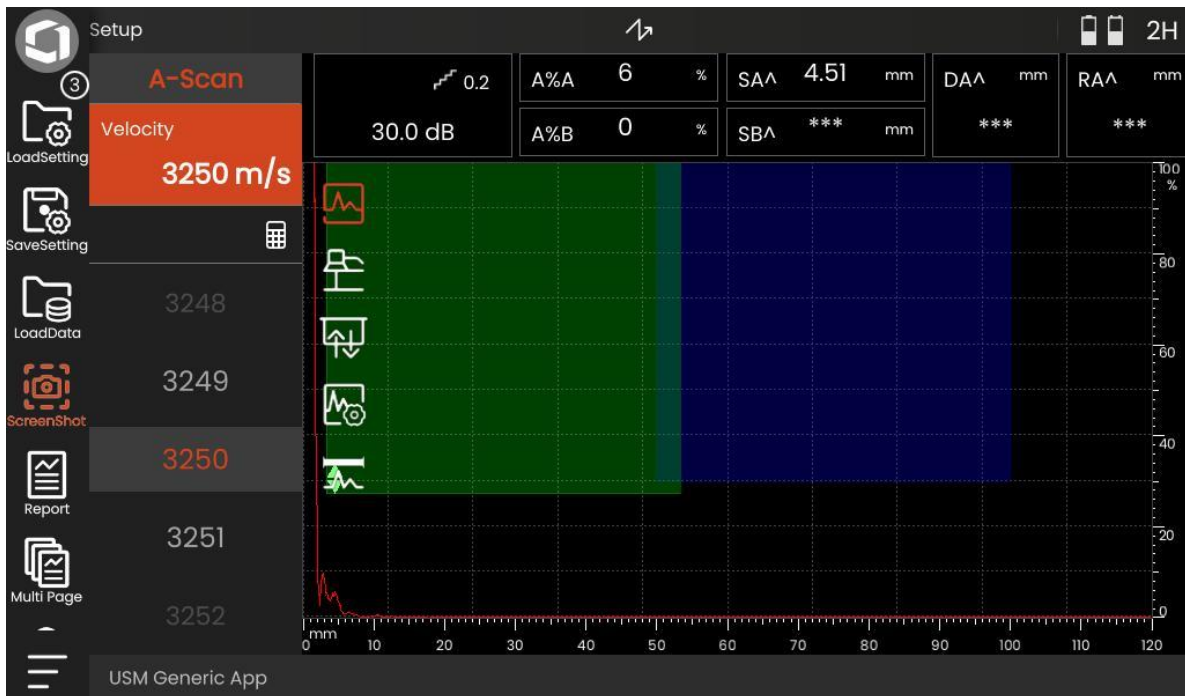 Setup
2H
3
LoadSetting
SaveSetting
LoadData
ScreenShot
Report
Multi Page
A-Scan
Velocity
3250 m/s
3248
3249
3250
3251
3252
0.2
30.0 dB
A%A 6 %
A%B 0 %
SA^ 4.51 mm
SB^ *** mm
DA^ mm
***
RA^ mm
***
100
%
80
60
40
20
0
mm
0 10 20 30 40 50 60 70 80 90 100 110 120
USM Generic App